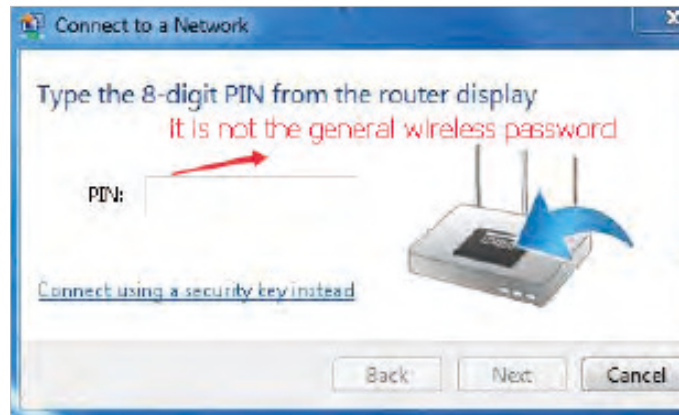 Connect to a Network
Type the 8-digit PIN from the router display
It is not the general wireless password
PIN:
Connect using a security key instead
Back Next Cancel